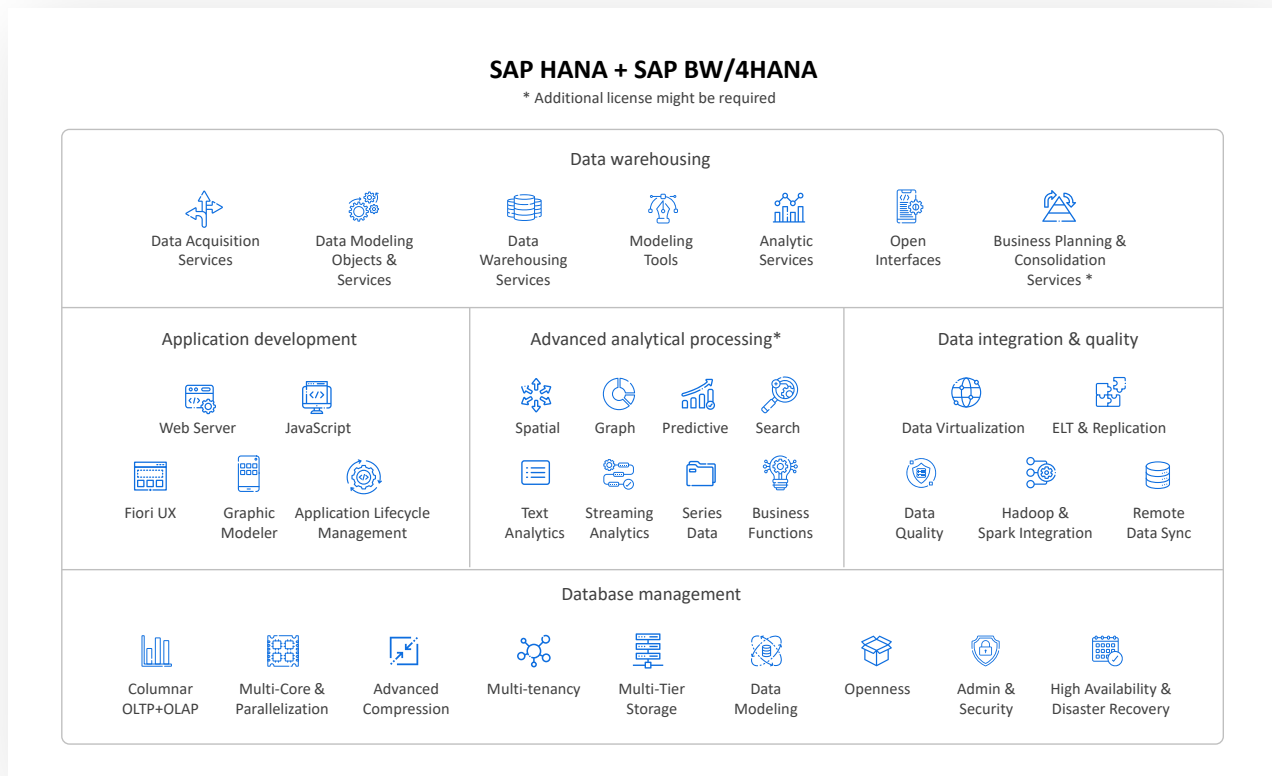 SAP HANA + SAP BW/4HANA
* Additional license might be required
Data warehousing
Data Acquisition
Services
Data Modeling
Objects &
Services
Data
Warehousing
Services
Modeling
Tools
Analytic
Services
Open
Interfaces
Business Planning &
Consolidation
Services *
Application development
Web Server
JavaScript
Fiori UX
Graphic
Modeler
Application Lifecycle
Management
Advanced analytical processing*
Spatial
Graph
Predictive
Search
Text
Analytics
Streaming
Analytics
Series
Data
Business
Functions
Data integration & quality
Data Virtualization
ELT & Replication
Data
Quality
Hadoop &
Spark Integration
Remote
Data Sync
Database management
Columnar
OLTP+OLAP
Multi-Core &
Parallelization
Advanced
Compression
Multi-tenancy
Multi-Tier
Storage
Data
Modeling
Openness
Admin &
Security
High Availability &
Disaster Recovery